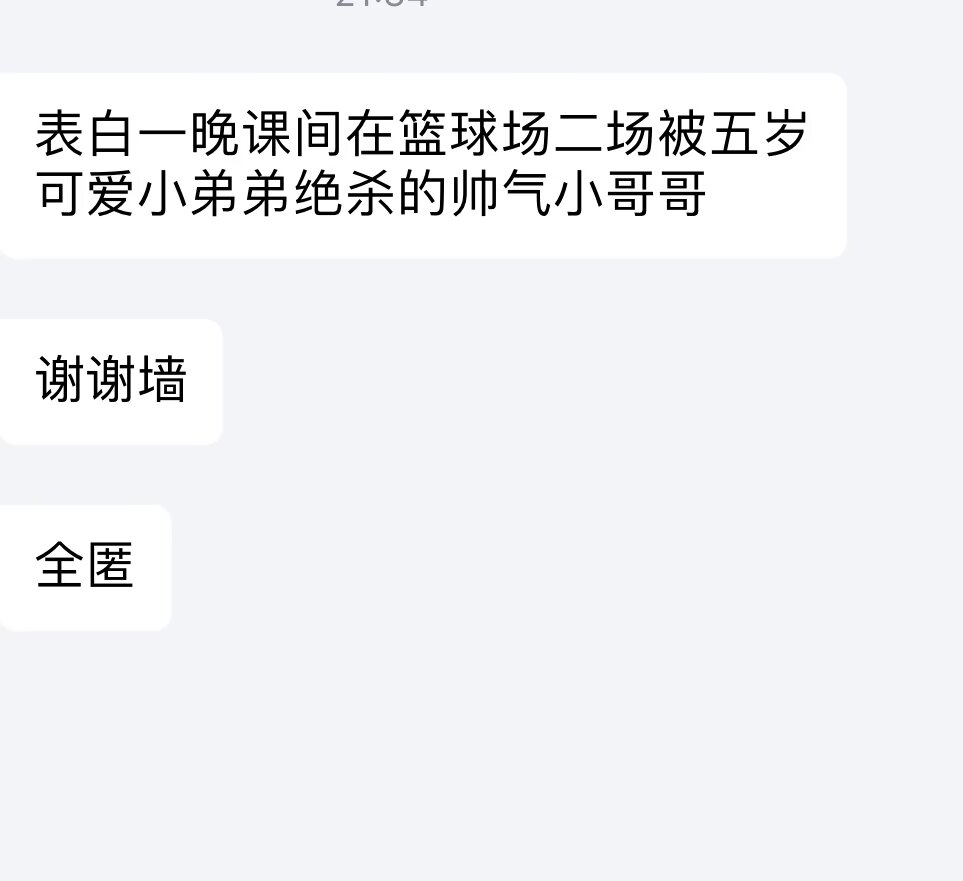 表白一晚课间在篮球场二场被五岁
可爱小弟弟绝杀的帅气小哥哥
谢谢墙
全匿